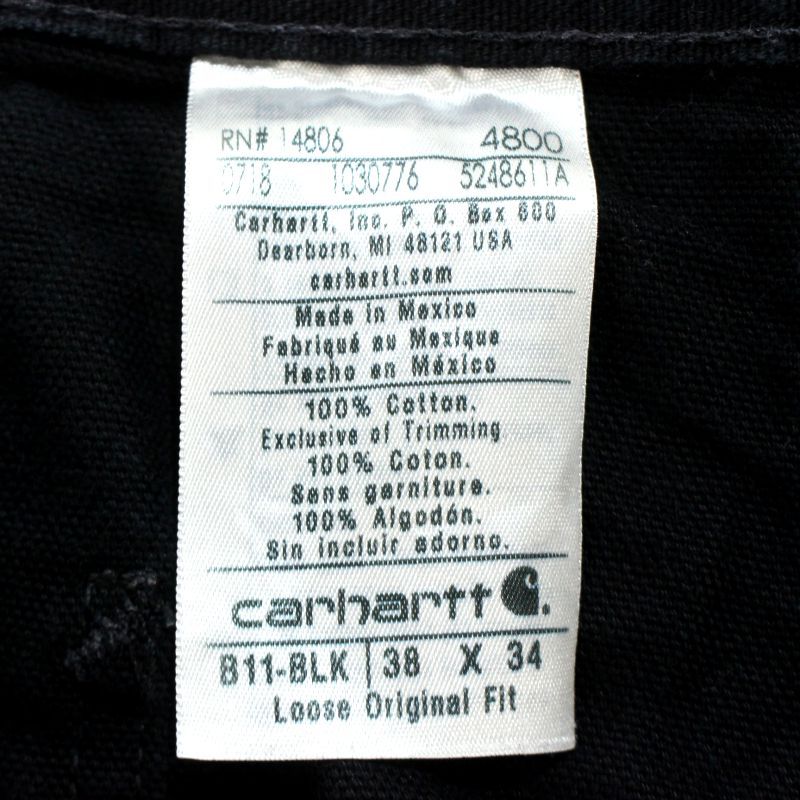 RN# 14806 4800
0718 1030776 5248611A
Carhartt, Inc. P. O. Box 600
Dearborn, MI 48121 USA
carhartt.com
Made in Mexico
Fabriqué au Mexique
Hecho en México
100% Cotton.
Exclusive of Trimming
100% Coton.
Sans garniture.
100% Algodón.
Sin incluir adorno.
carhartt
B11-BLK 38 X 34
Loose Original Fit